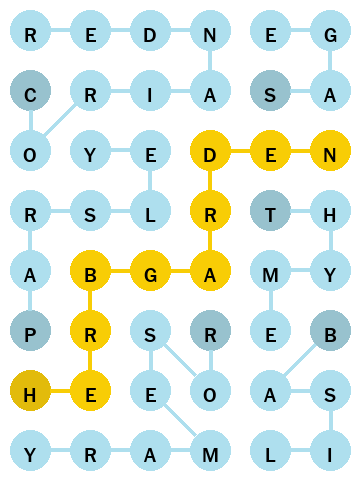 R E D N E G
C R I A S A
O Y E D E N
R S L R T H
A B G A M Y
P R S R E B
H E E O A S
Y R A M L I